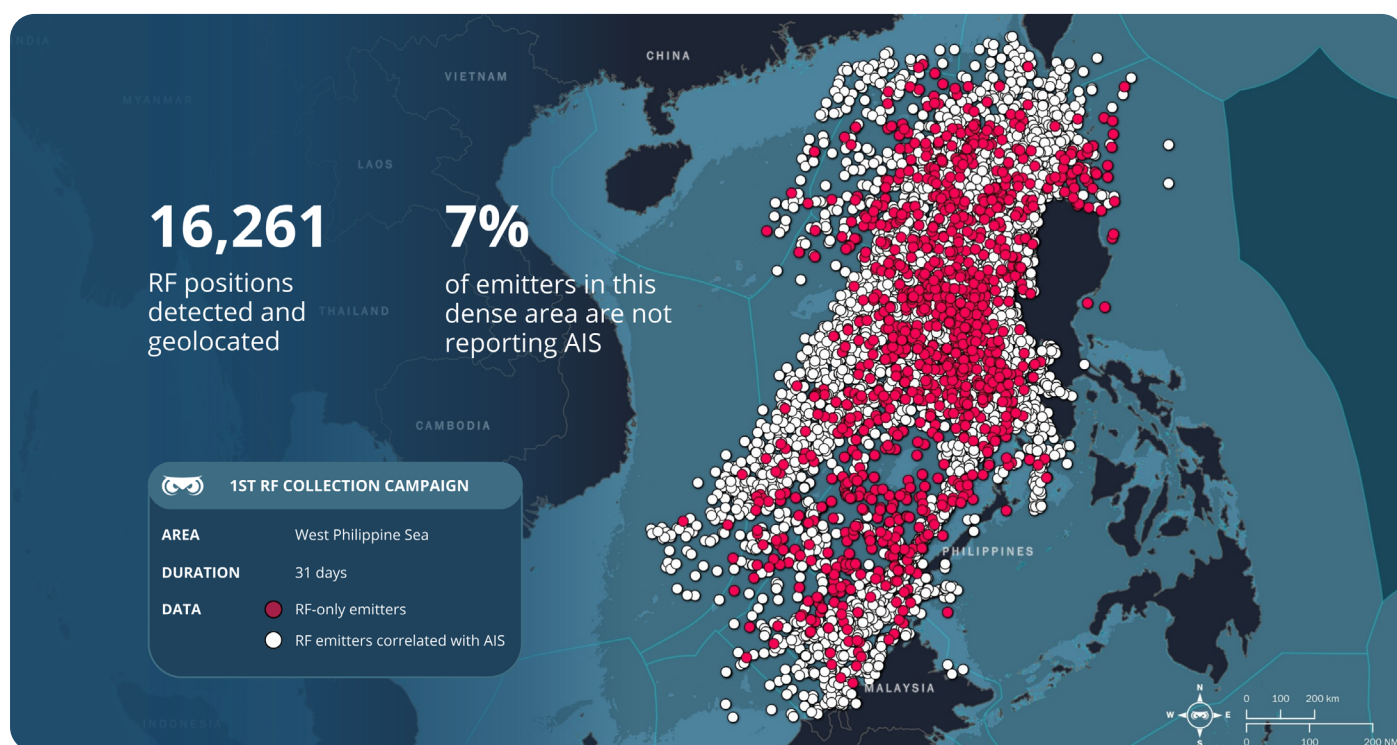 INDIA
CHINA
VIETNAM
MYANMAR
LAOS
16,261
7%
RF positions
detected and
geolocated
of emitters in this
dense area are not
reporting AIS
THAILAND
CAMBODIA
1ST RF COLLECTION CAMPAIGN
AREA West Philippine Sea
DURATION 31 days
DATA RF-only emitters
RF emitters correlated with AIS
PHILIPPINES
MALAYSIA
INDONESIA
N
W E
S
0 100 200 km
0 100 200 NM